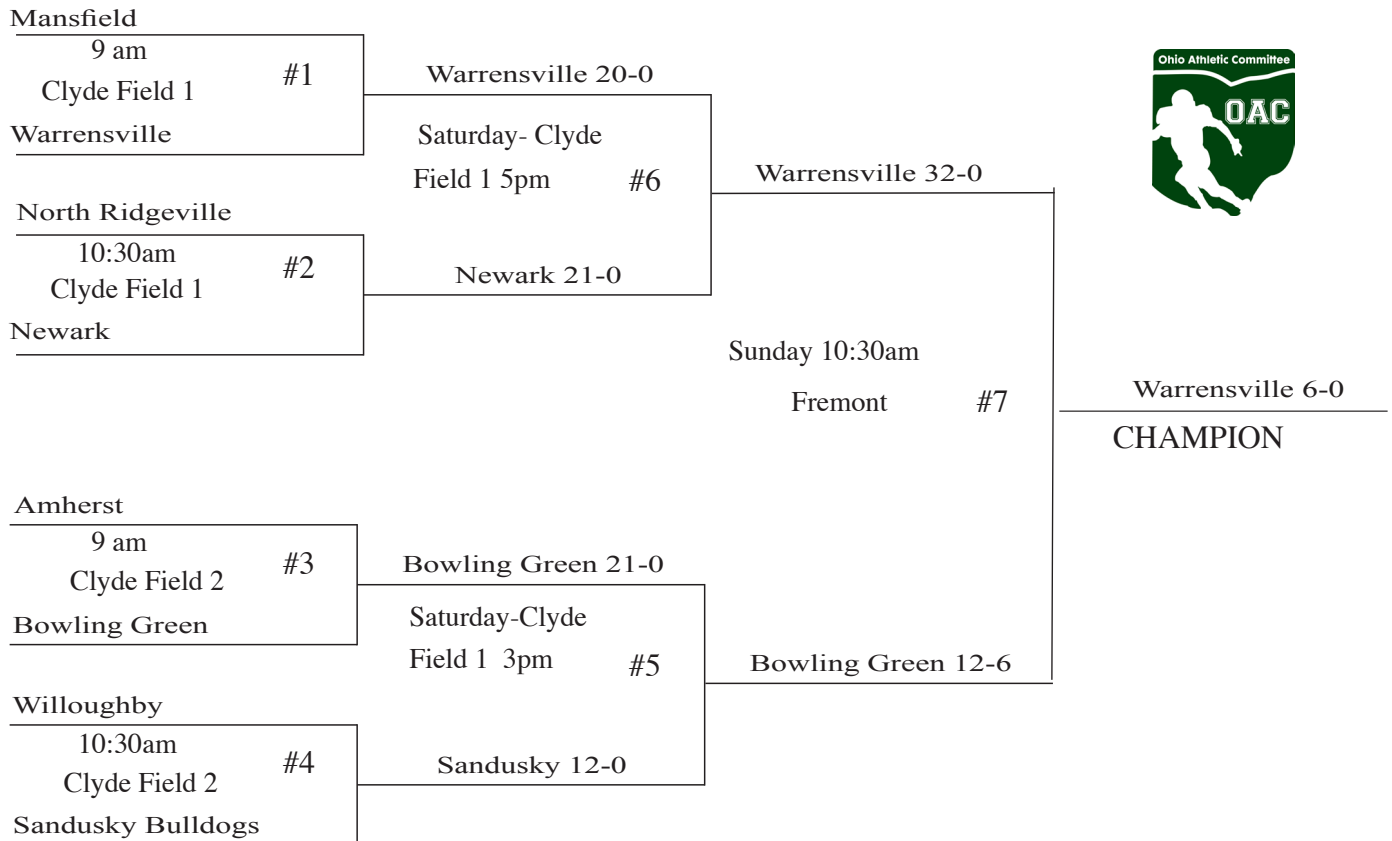 Mansfield
9 am
Clyde Field 1
#1
Warrensville
Warrensville 20-0
Saturday- Clyde
Field 1 5pm
#6
North Ridgeville
10:30am
Clyde Field 1
#2
Newark
Newark 21-0
Warrensville 32-0
Ohio Athletic Committee
OAC
Sunday 10:30am
Fremont
#7
Warrensville 6-0
CHAMPION
Amherst
9 am
Clyde Field 2
#3
Bowling Green
Bowling Green 21-0
Saturday-Clyde
Field 1 3pm
#5
Bowling Green 12-6
Willoughby
10:30am
Clyde Field 2
#4
Sandusky Bulldogs
Sandusky 12-0